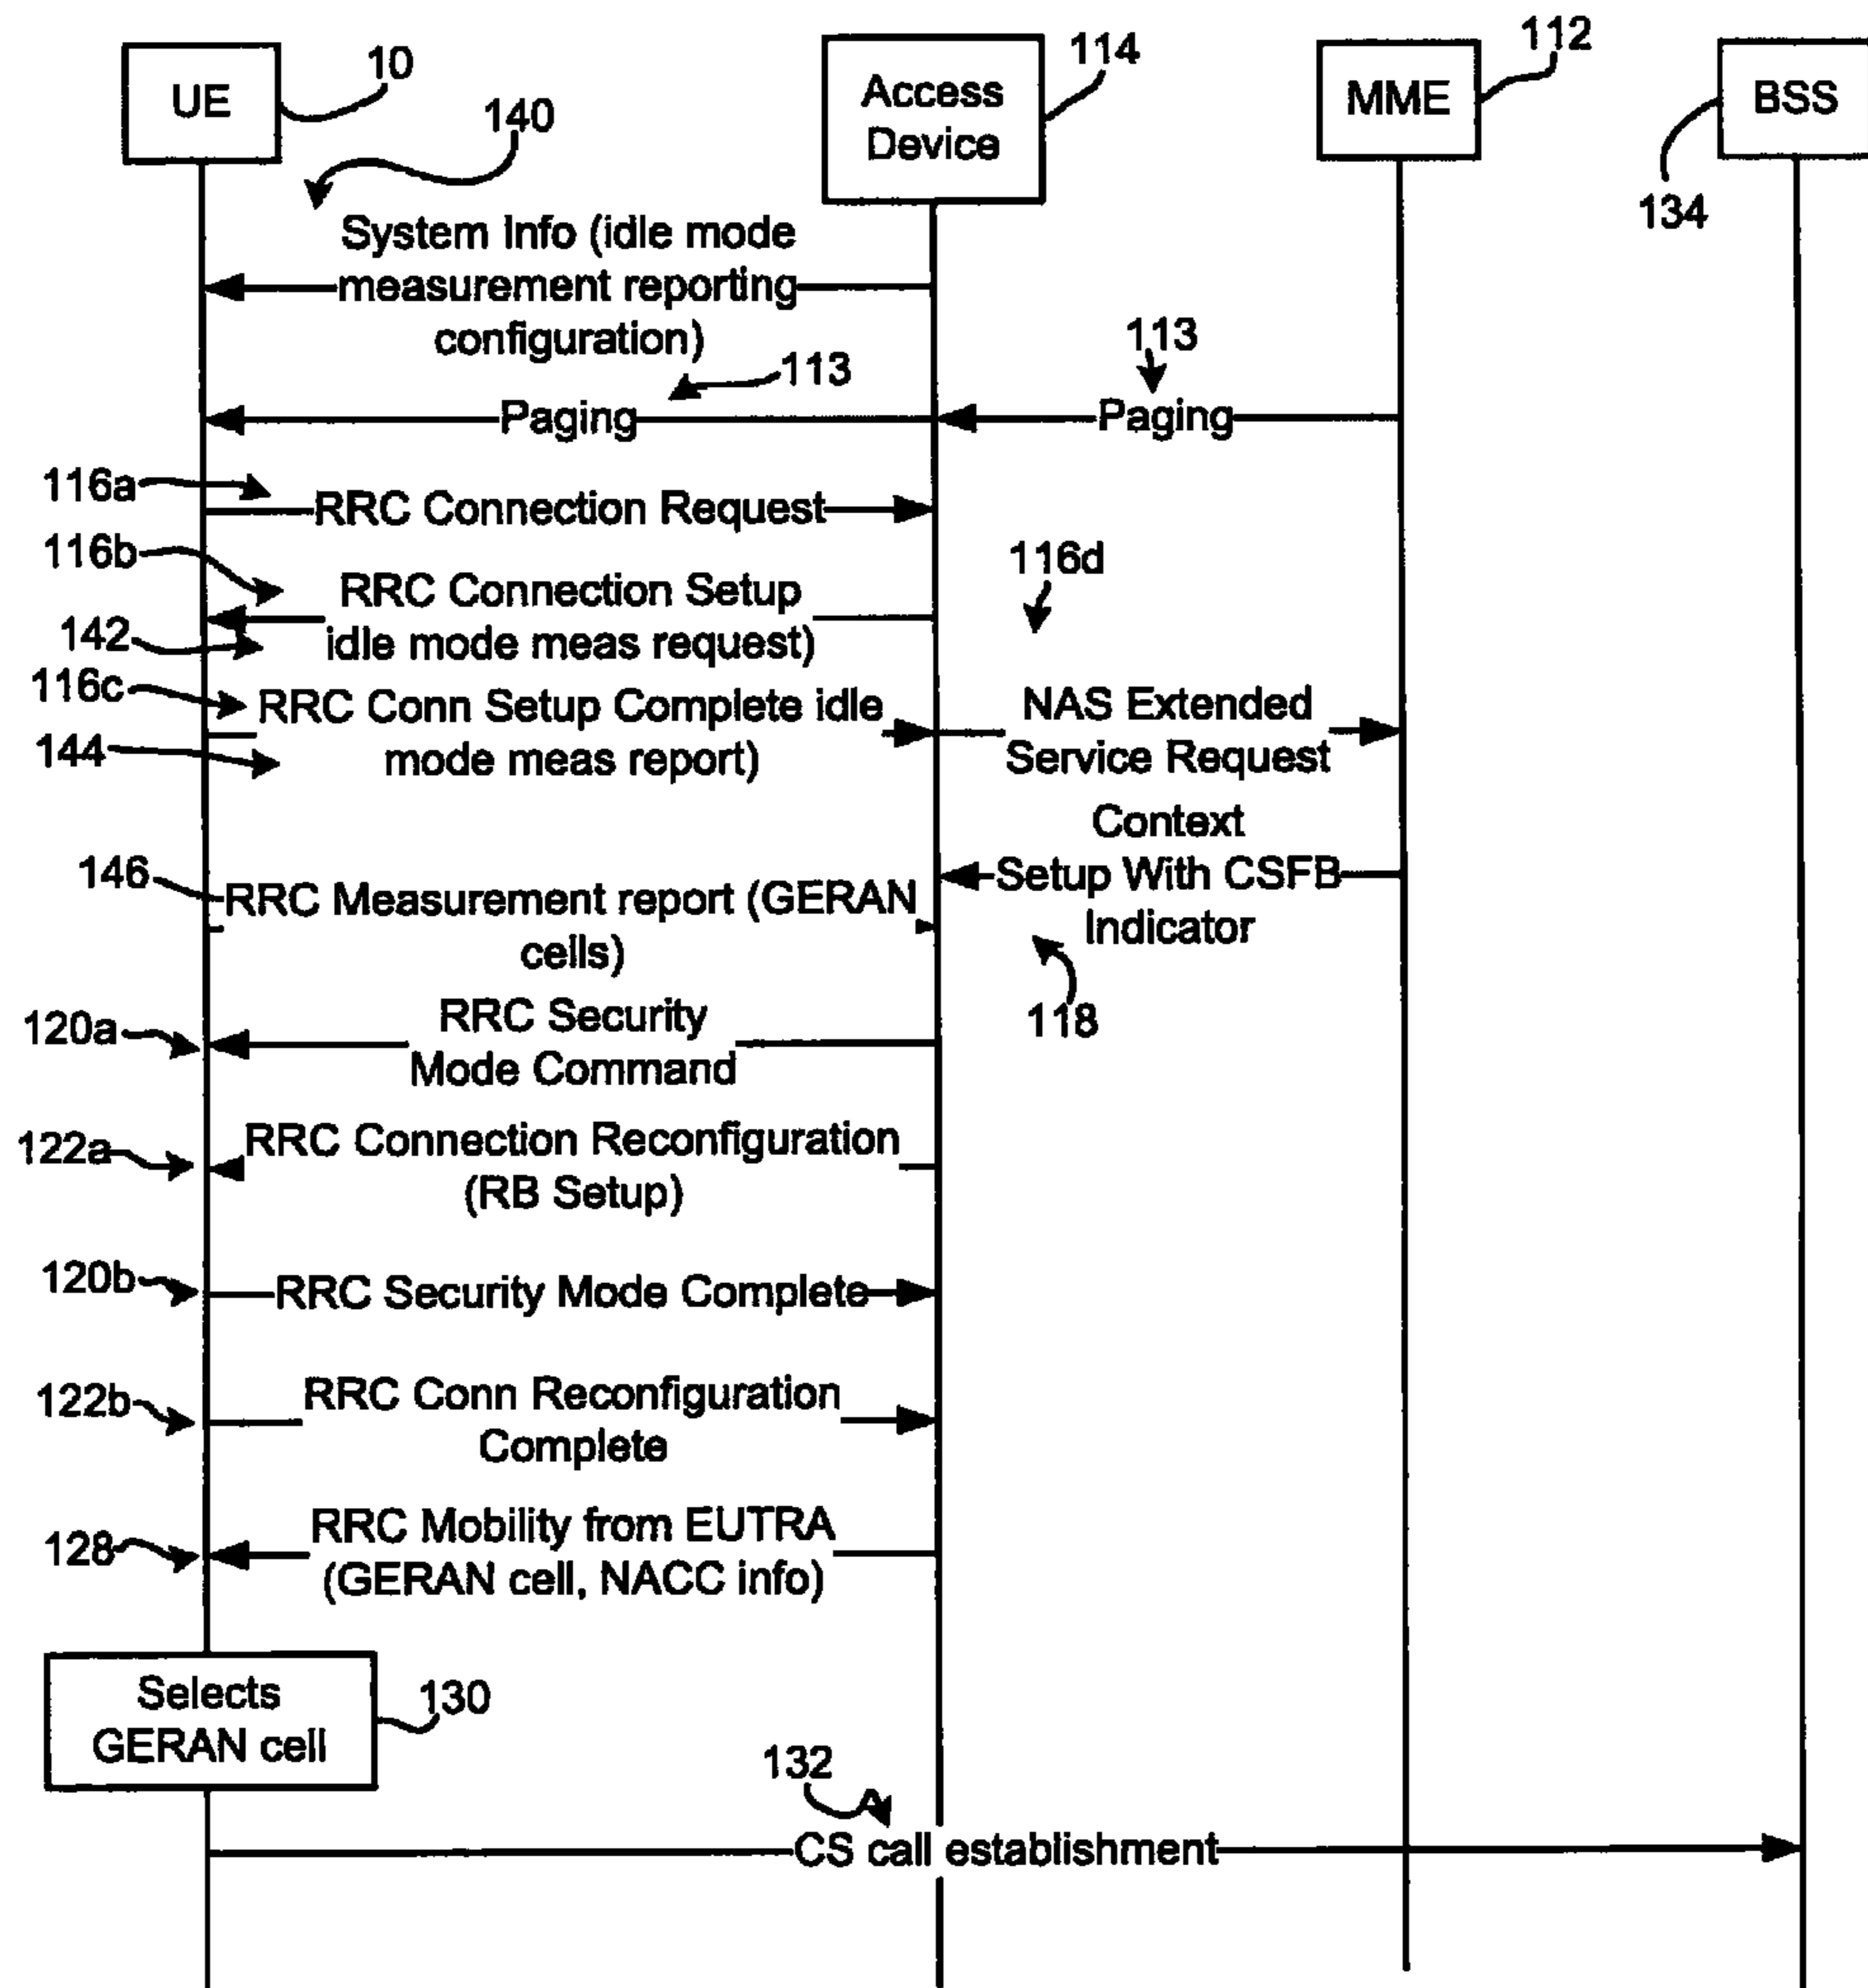 UE
10
140
Access
Device
114
MME
112
BSS
134
System Info (idle mode
measurement reporting
configuration)
113
113
Paging
Paging
116a
RRC Connection Request
116b
RRC Connection Setup
idle mode meas request)
142
116d
116c
RRC Conn Setup Complete idle
mode meas report)
144
NAS Extended
Service Request
Context
Setup With CSFB
Indicator
118
146
RRC Measurement report (GERAN
cells)
120a
RRC Security
Mode Command
122a
RRC Connection Reconfiguration
(RB Setup)
120b
RRC Security Mode Complete
122b
RRC Conn Reconfiguration
Complete
128
RRC Mobility from EUTRA
(GERAN cell, NACC info)
Selects
GERAN cell
130
132
CS call establishment